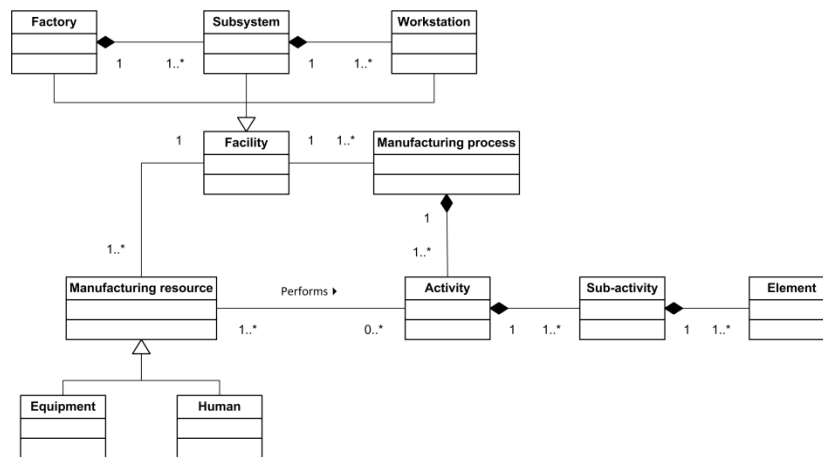 Factory
Subsystem
Workstation
1
1..*
1
1..*
1
Facility
1
1..*
Manufacturing process
1
1..*
1..*
Manufacturing resource
Performs
Activity
Sub-activity
Element
1..*
0..*
1
1..*
1
1..*
Equipment
Human